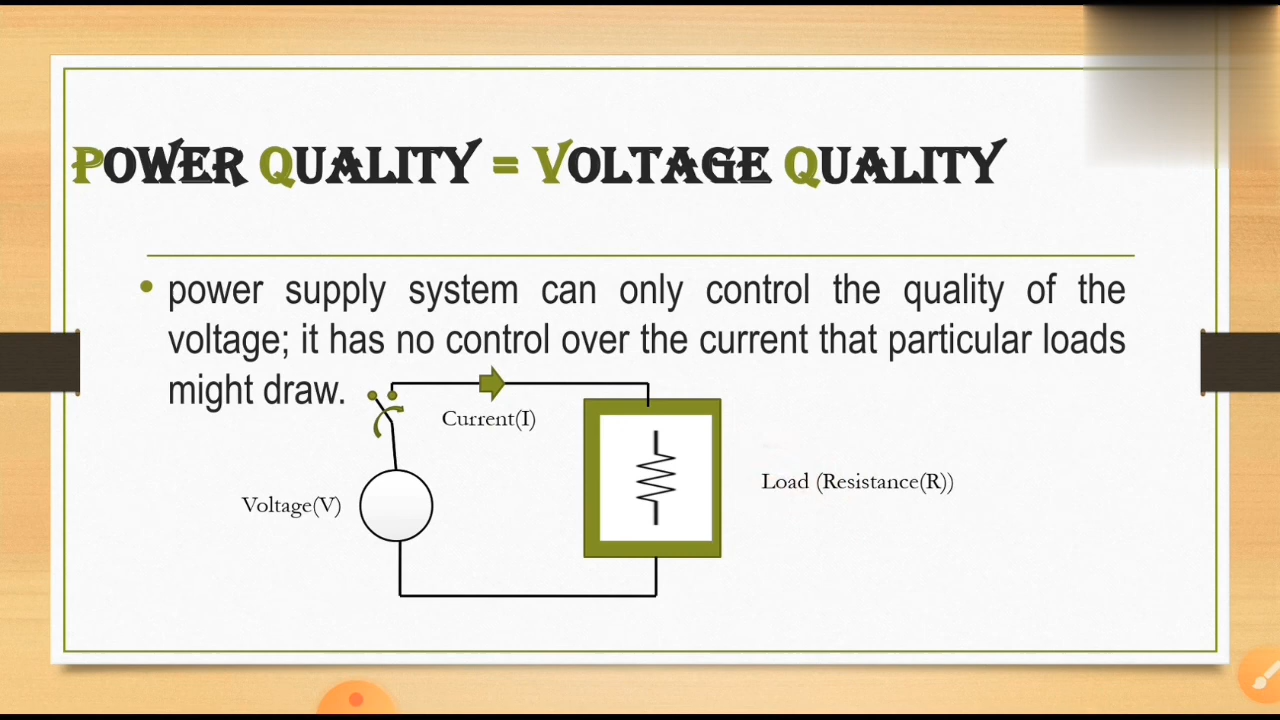 POWER QUALITY = VOLTAGE QUALITY
• power supply system can only control the quality of the
voltage; it has no control over the current that particular loads
might draw.
Current(I)
Load (Resistance(R))
Voltage(V)